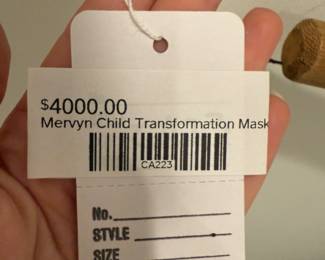 $4000.00
Mervyn Child Transformation Mask
CA223
No.
STYLE
SIZE